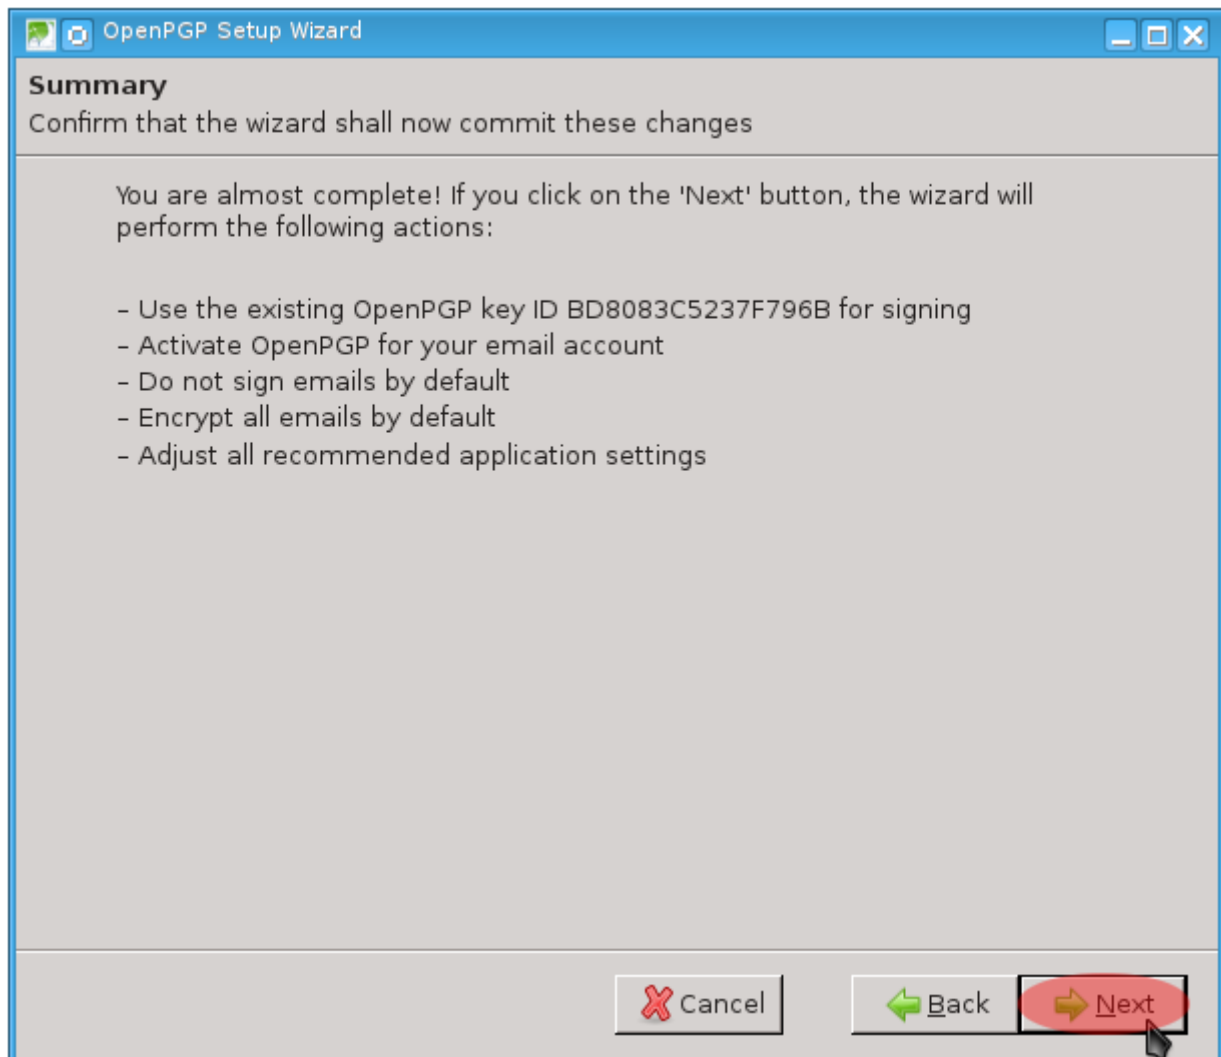 OpenPGP Setup Wizard
Summary
Confirm that the wizard shall now commit these changes
You are almost complete! If you click on the 'Next' button, the wizard will
perform the following actions:
– Use the existing OpenPGP key ID BD8083C5237F796B for signing
– Activate OpenPGP for your email account
– Do not sign emails by default
– Encrypt all emails by default
– Adjust all recommended application settings
Cancel
Back
Next